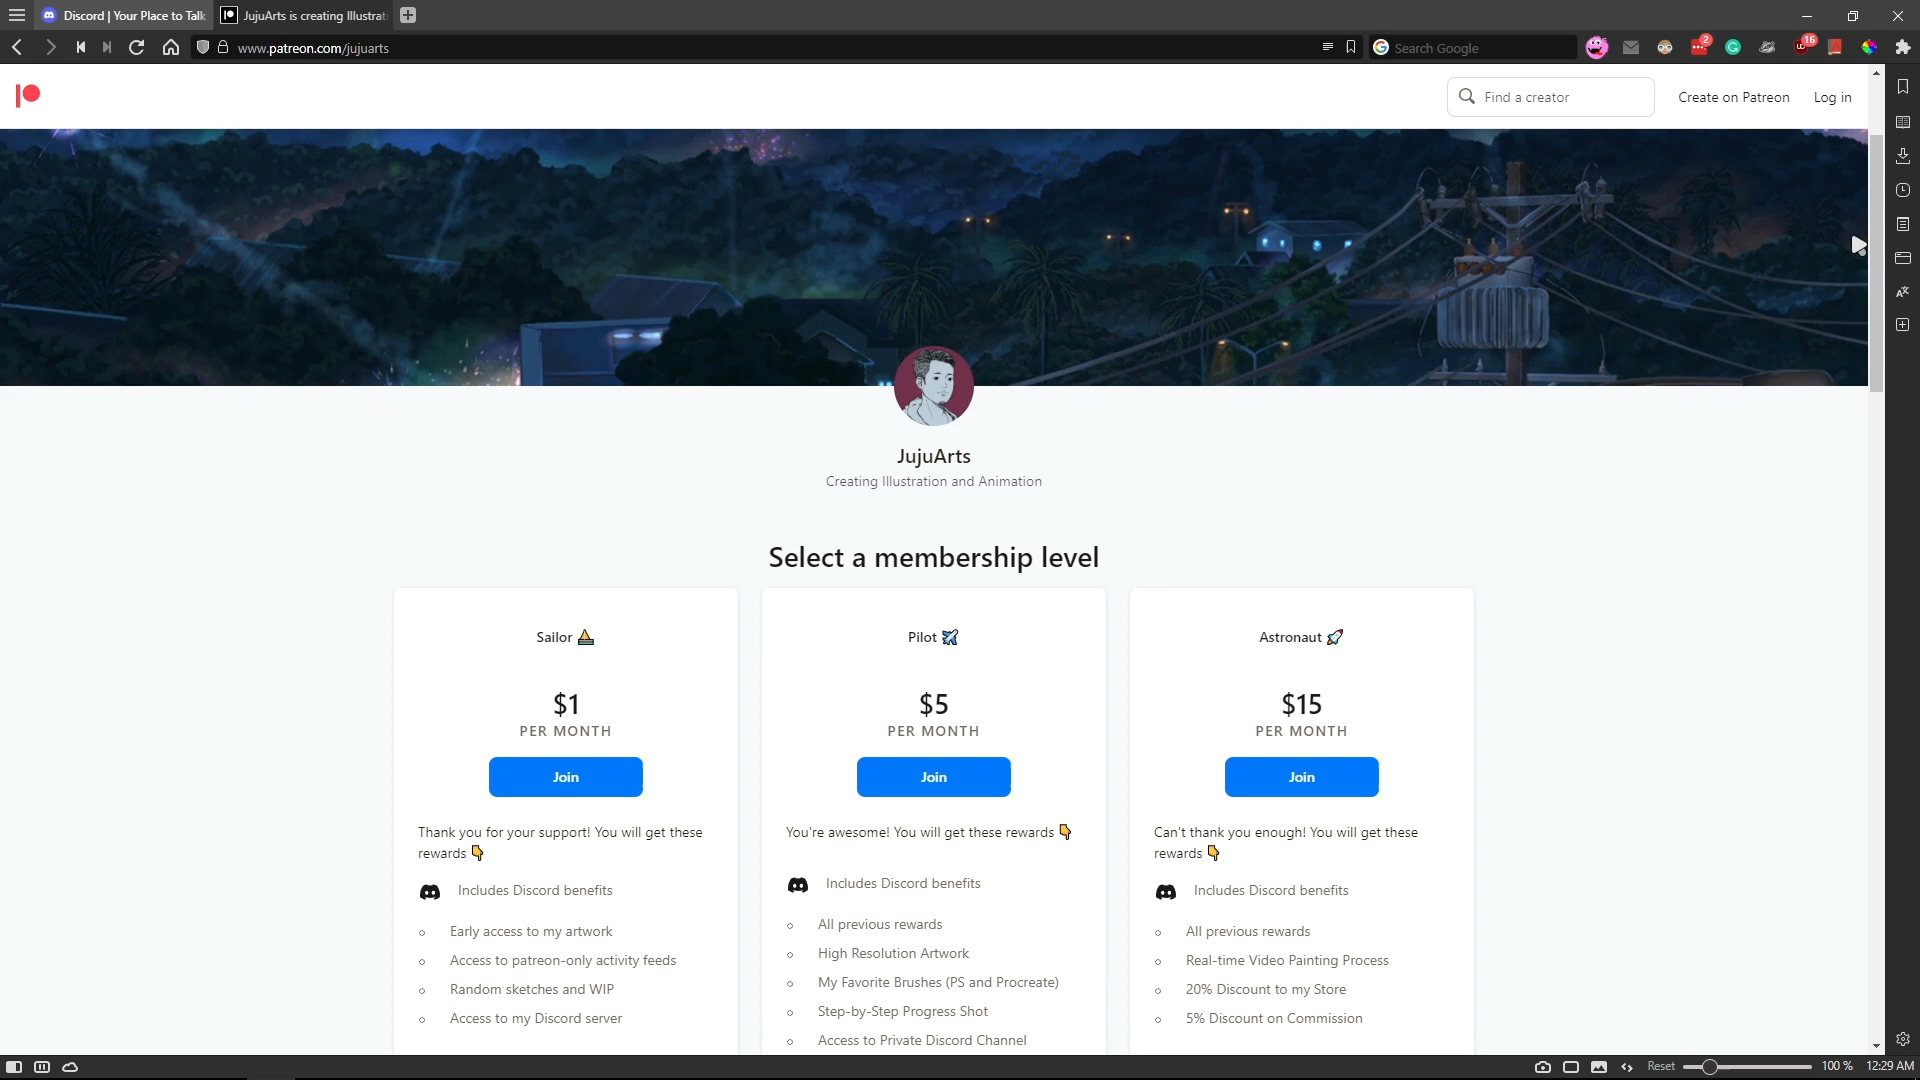 Discord | Your Place to Talk
JujuArts is creating Illustrati
www.patreon.com/jujuarts
Search Google
2
16
Find a creator
Create on Patreon
Log in
JujuArts
Creating Illustration and Animation
Select a membership level
Sailor
$1
PER MONTH
Join
Thank you for your support! You will get these
rewards
Includes Discord benefits
Early access to my artwork
Access to patreon-only activity feeds
Random sketches and WIP
Access to my Discord server
Pilot
$5
PER MONTH
Join
You're awesome! You will get these rewards
Includes Discord benefits
All previous rewards
High Resolution Artwork
My Favorite Brushes (PS and Procreate)
Step-by-Step Progress Shot
Access to Private Discord Channel
Astronaut
$15
PER MONTH
Join
Can't thank you enough! You will get these
rewards
Includes Discord benefits
All previous rewards
Real-time Video Painting Process
20% Discount to my Store
5% Discount on Commission
Reset
100 %
12:29 AM